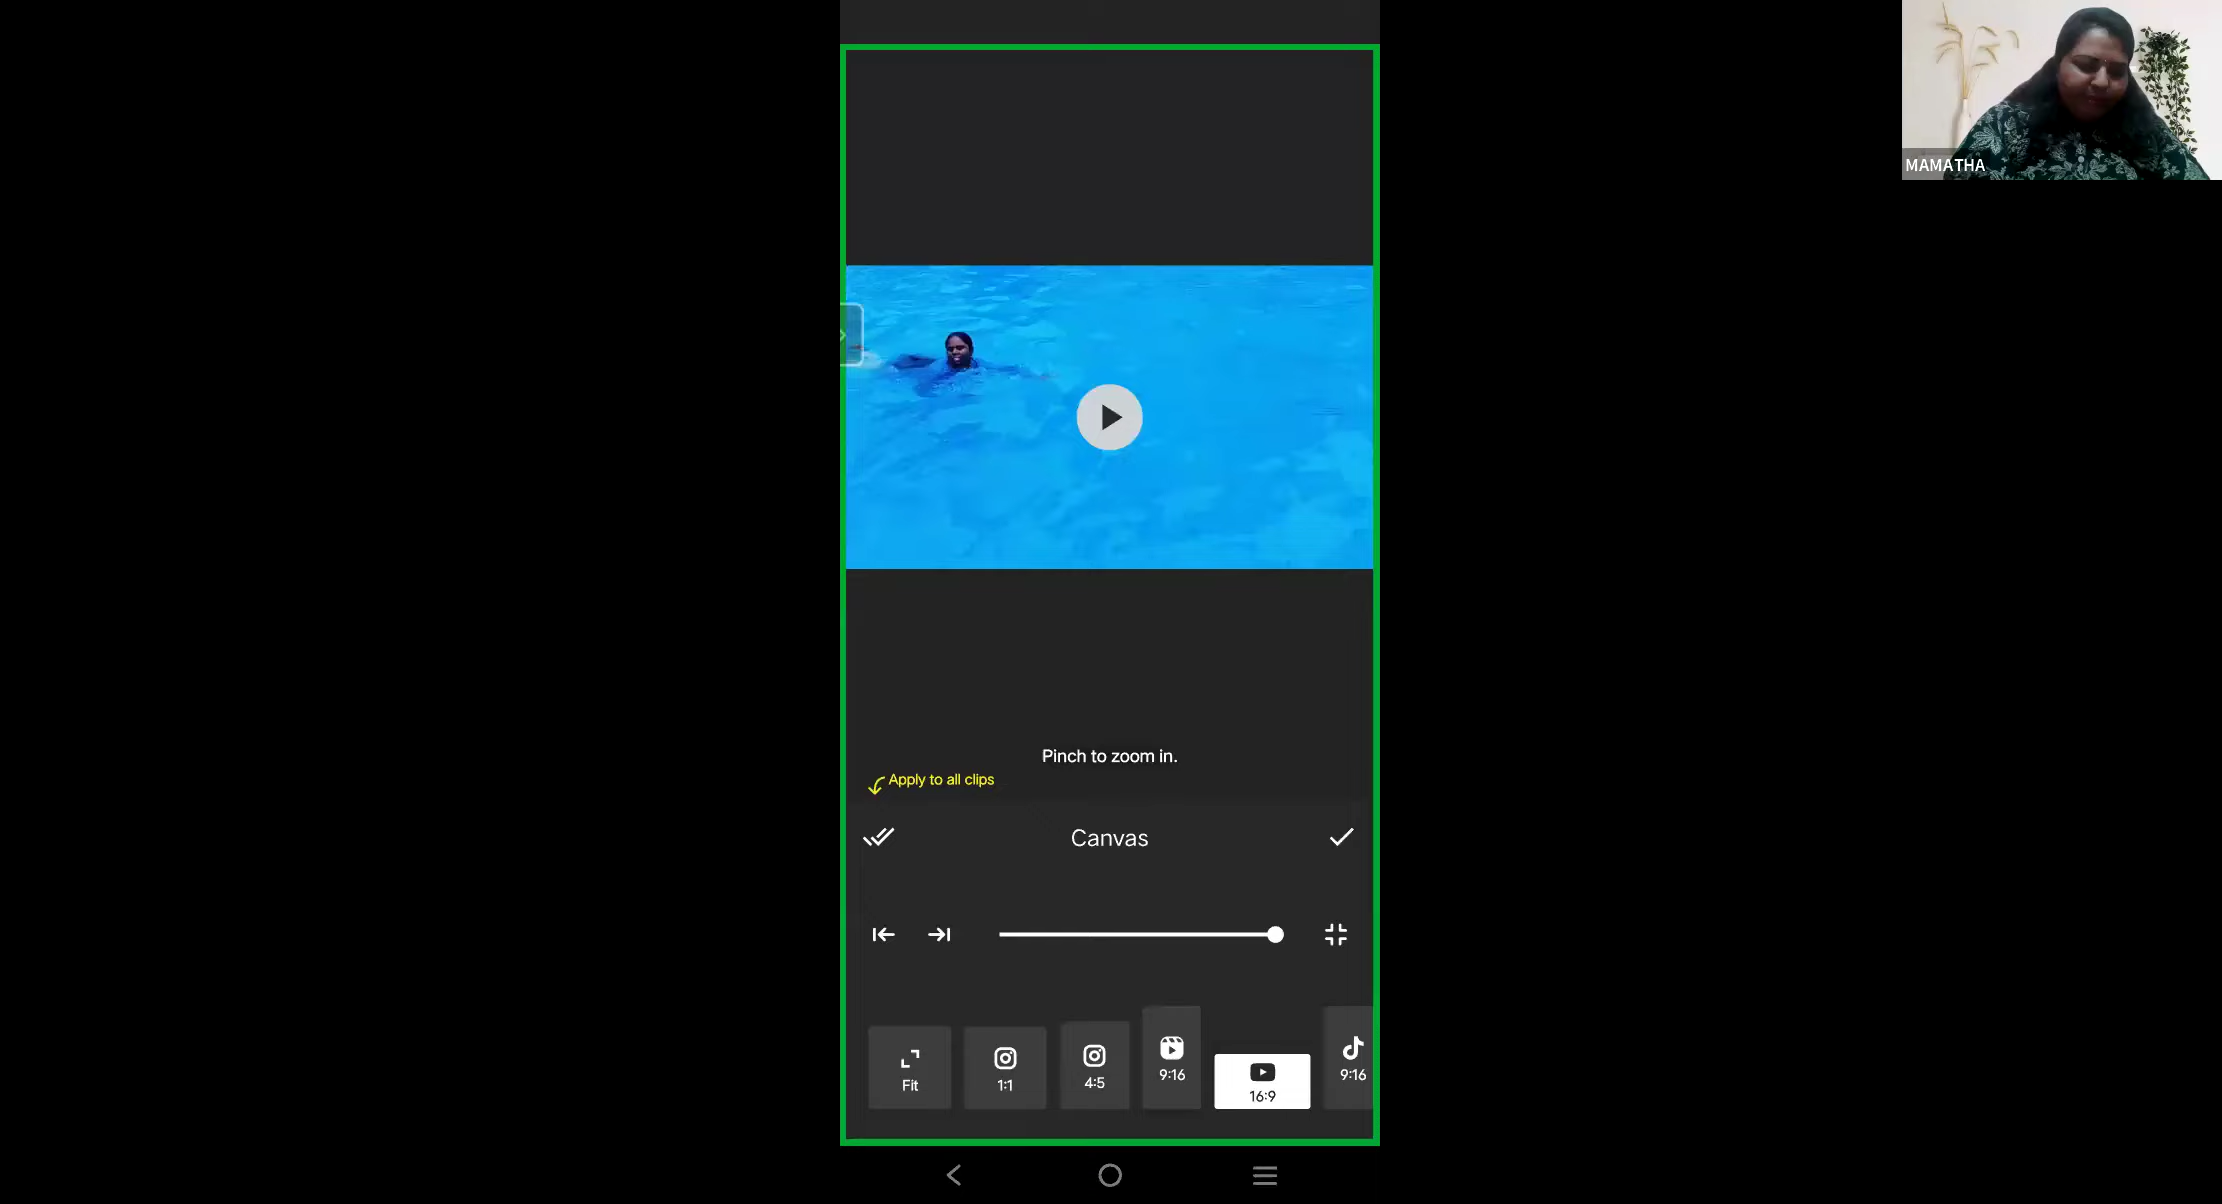 MAMATHA
Pinch to zoom in.
Apply to all clips
Canvas
Fit
1:1
4:5
9:16
16:9
9:16